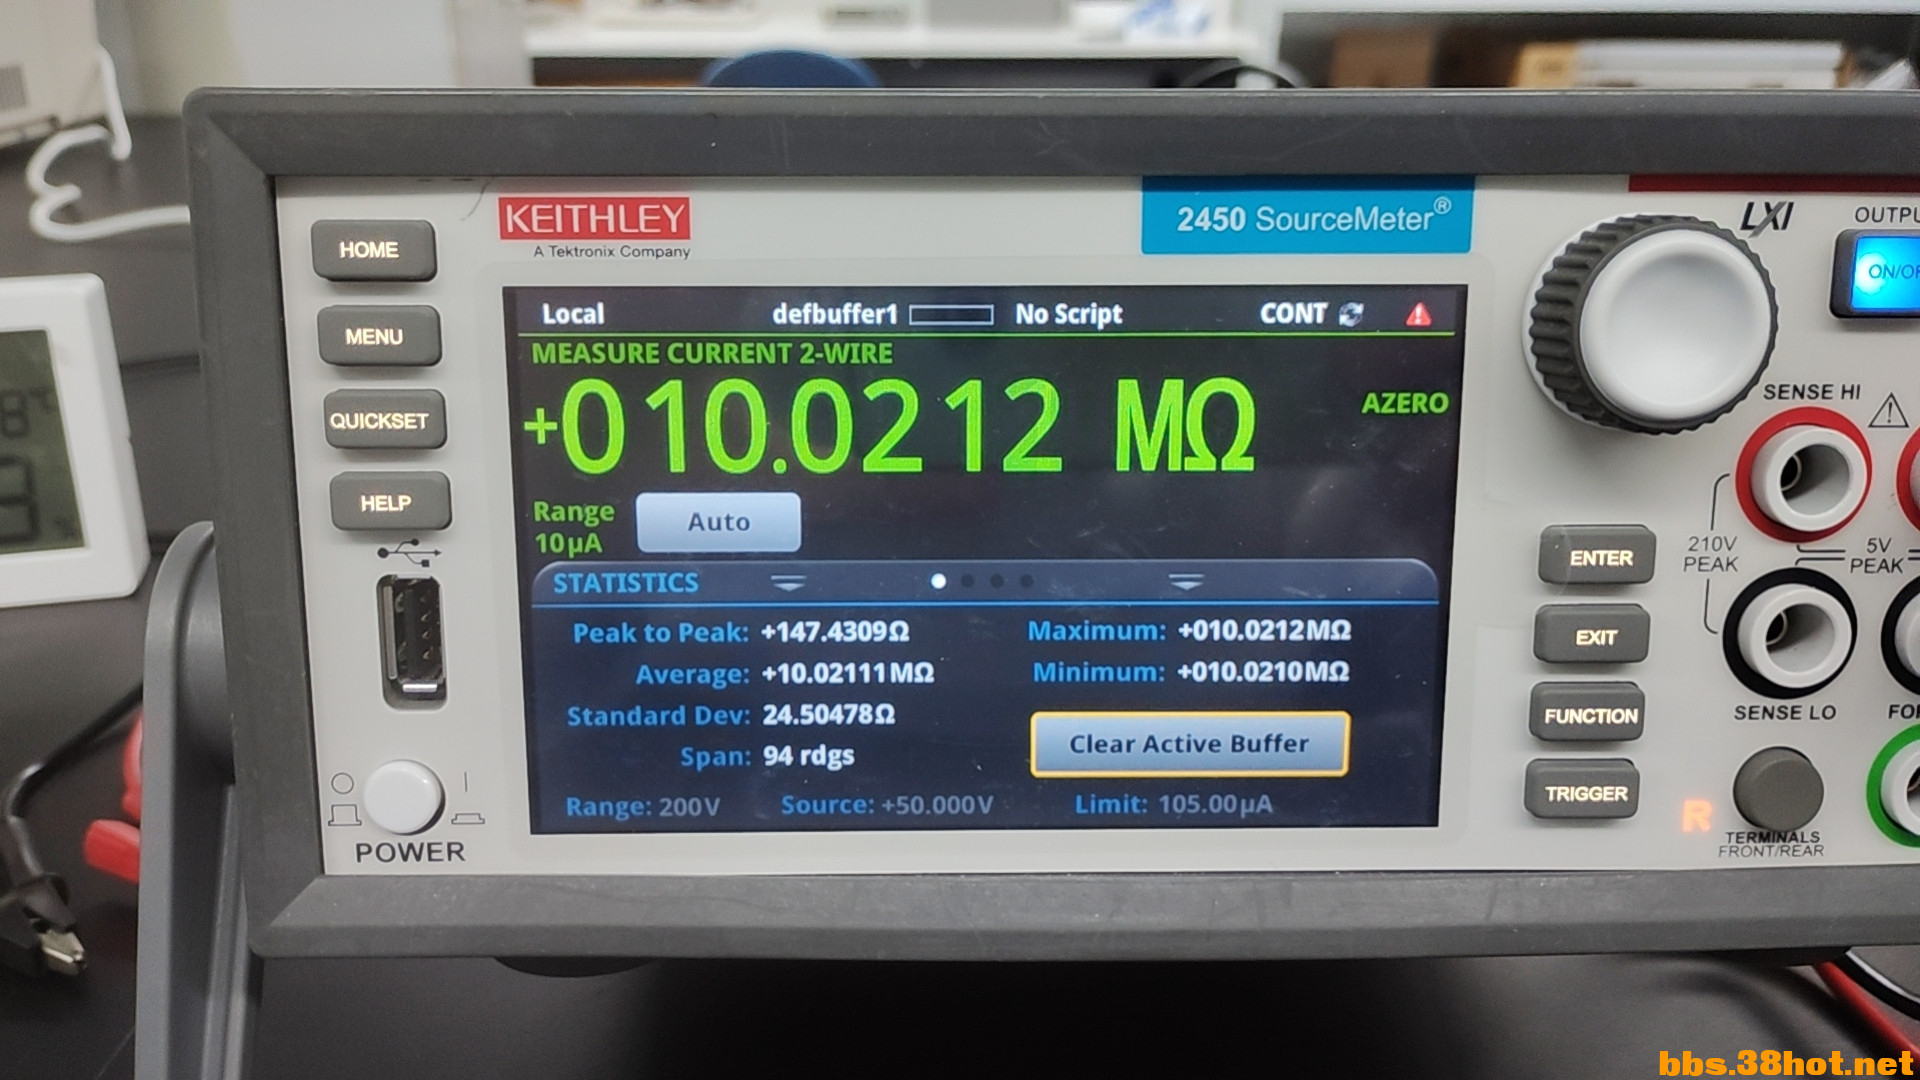 KEITHLEY
A Tektronix Company
2450 SourceMeter®
LXI
HOME
MENU
QUICKSET
HELP
POWER
Local defbuffer1 No Script CONT
MEASURE CURRENT 2-WIRE
+010.0212 MΩ
AZERO
Range Auto
10µA
STATISTICS
Peak to Peak: +147.4309Ω Maximum: +010.0212MΩ
Average: +10.02111MΩ Minimum: +010.0210MΩ
Standard Dev: 24.50478Ω
Clear Active Buffer
Span: 94 rdgs
Range: 200V Source: +50.000V Limit: 105.00µA
ENTER
EXIT
FUNCTION
TRIGGER
SENSE HI
210V
PEAK
5V
PEAK
SENSE LO
R
TERMINALS
FRONT/REAR
bbs.38hot.net